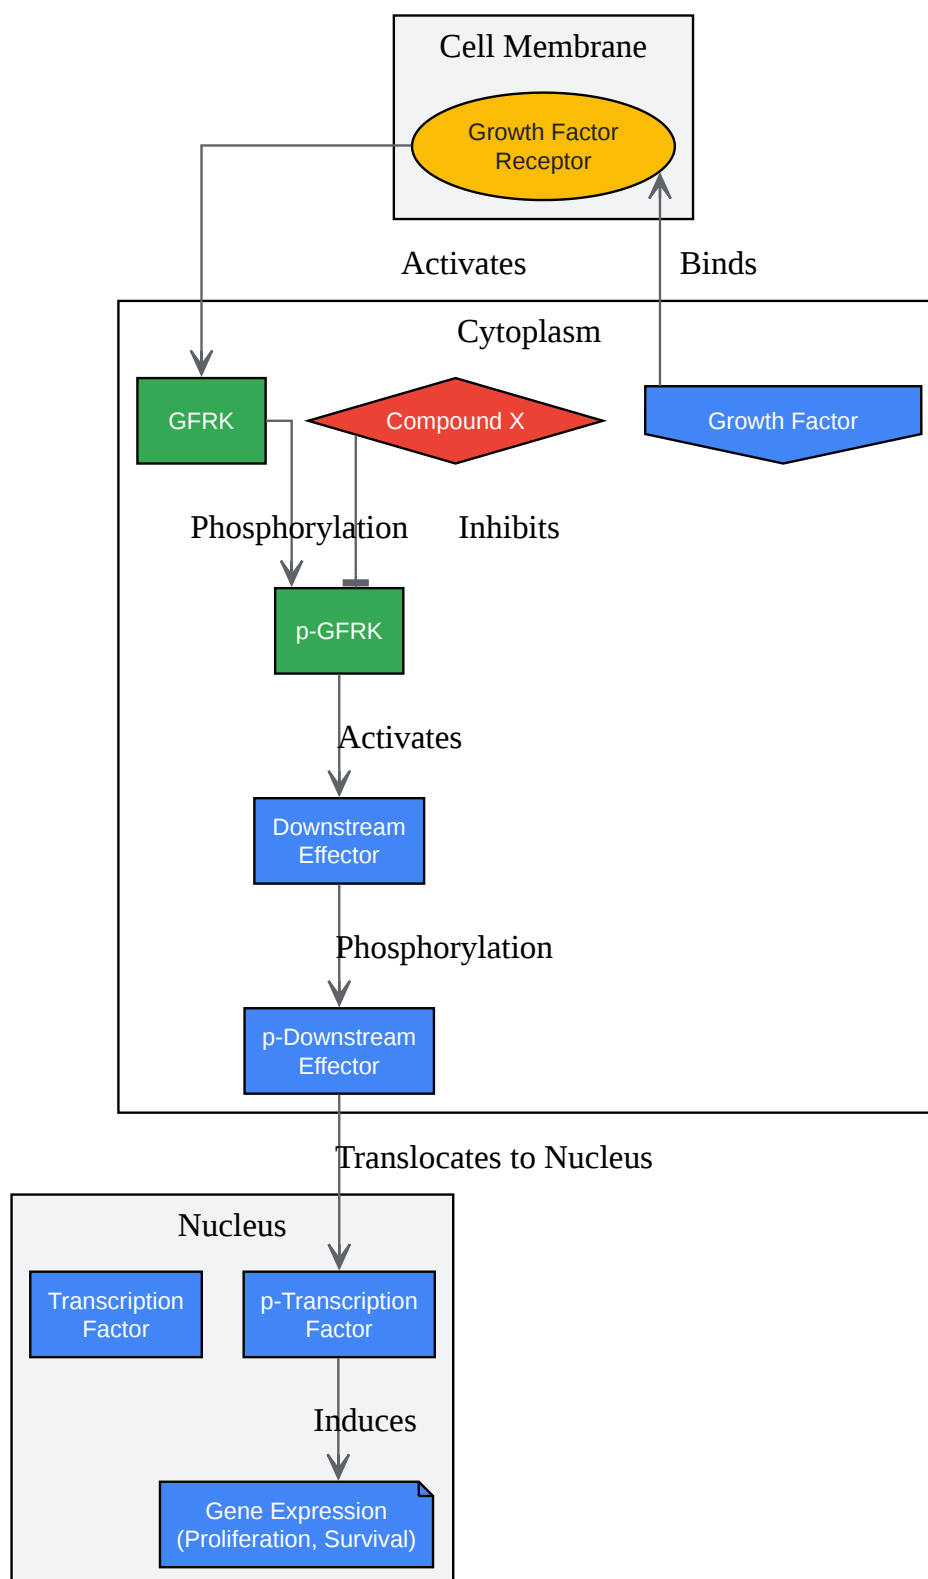 Cell Membrane
Growth Factor
Receptor
Activates
Binds
Cytoplasm
GFRK
Compound X
Growth Factor
Phosphorylation
Inhibits
p-GFRK
Activates
Downstream
Effector
Phosphorylation
p-Downstream
Effector
Translocates to Nucleus
Nucleus
Transcription
Factor
p-Transcription
Factor
Induces
Gene Expression
(Proliferation, Survival)